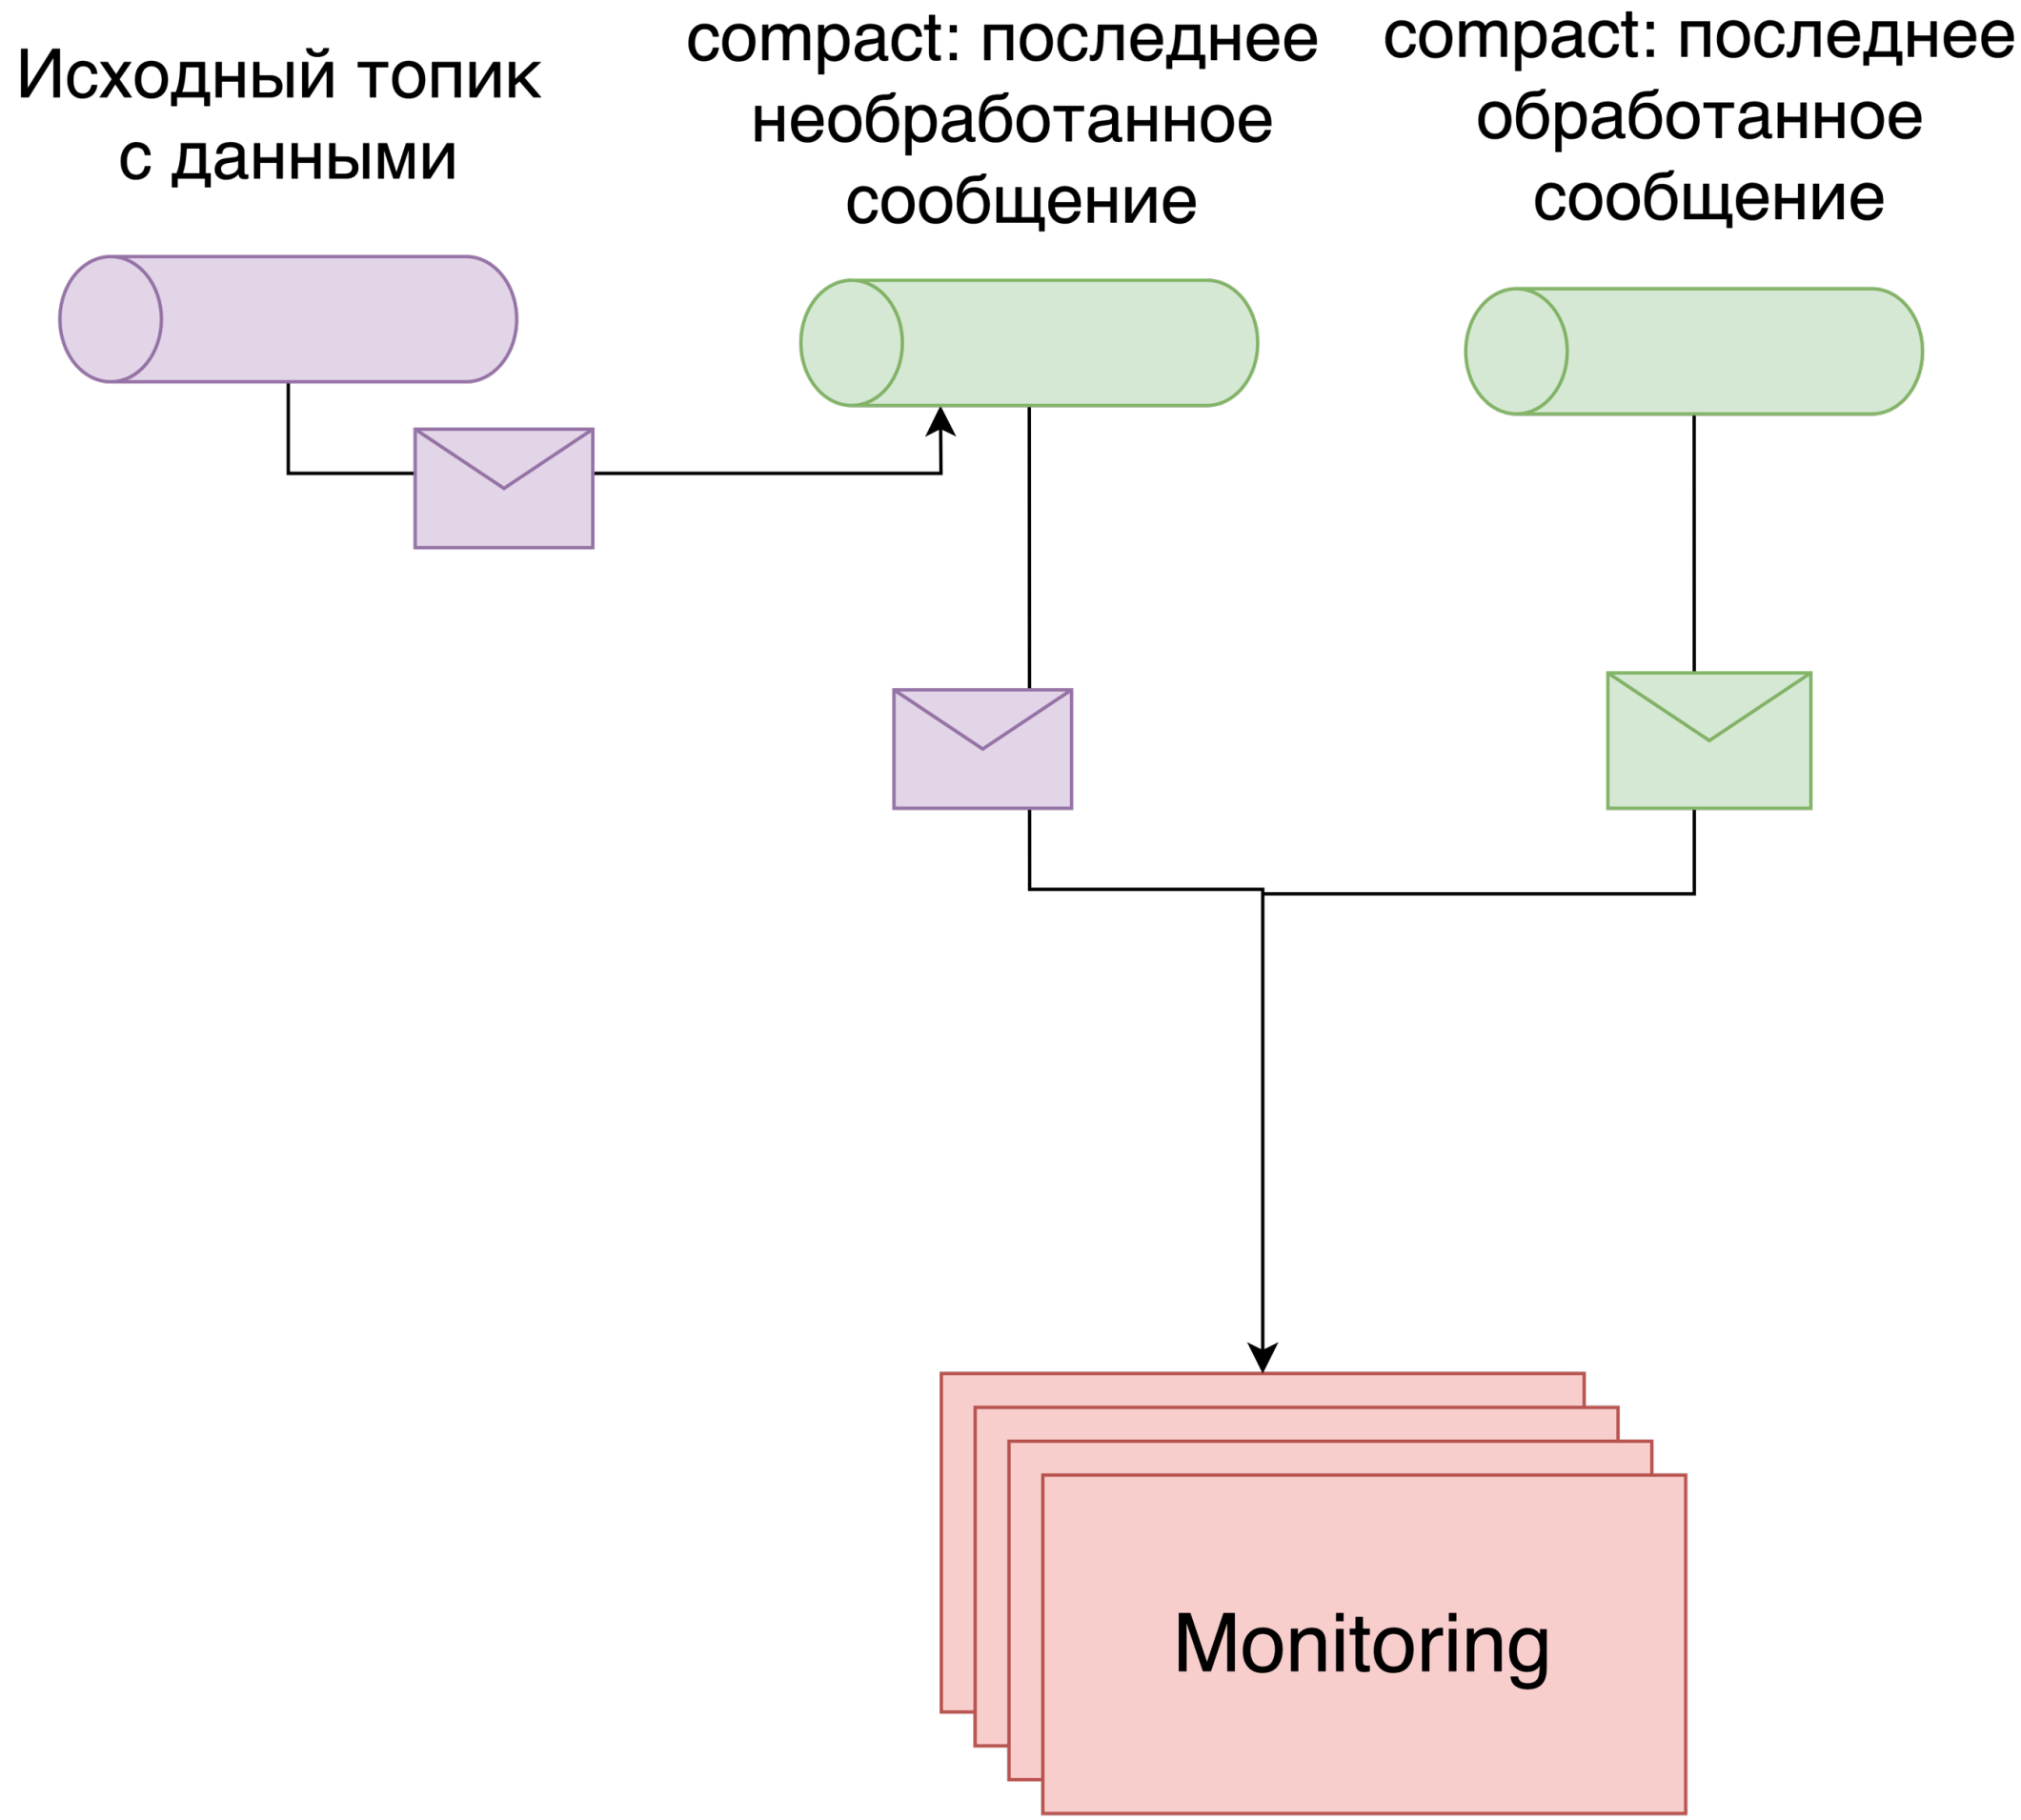 Исходный топик
с данными
compact: последнее
необработанное
сообщение
compact: последнее
обработанное
сообщение
Monitoring